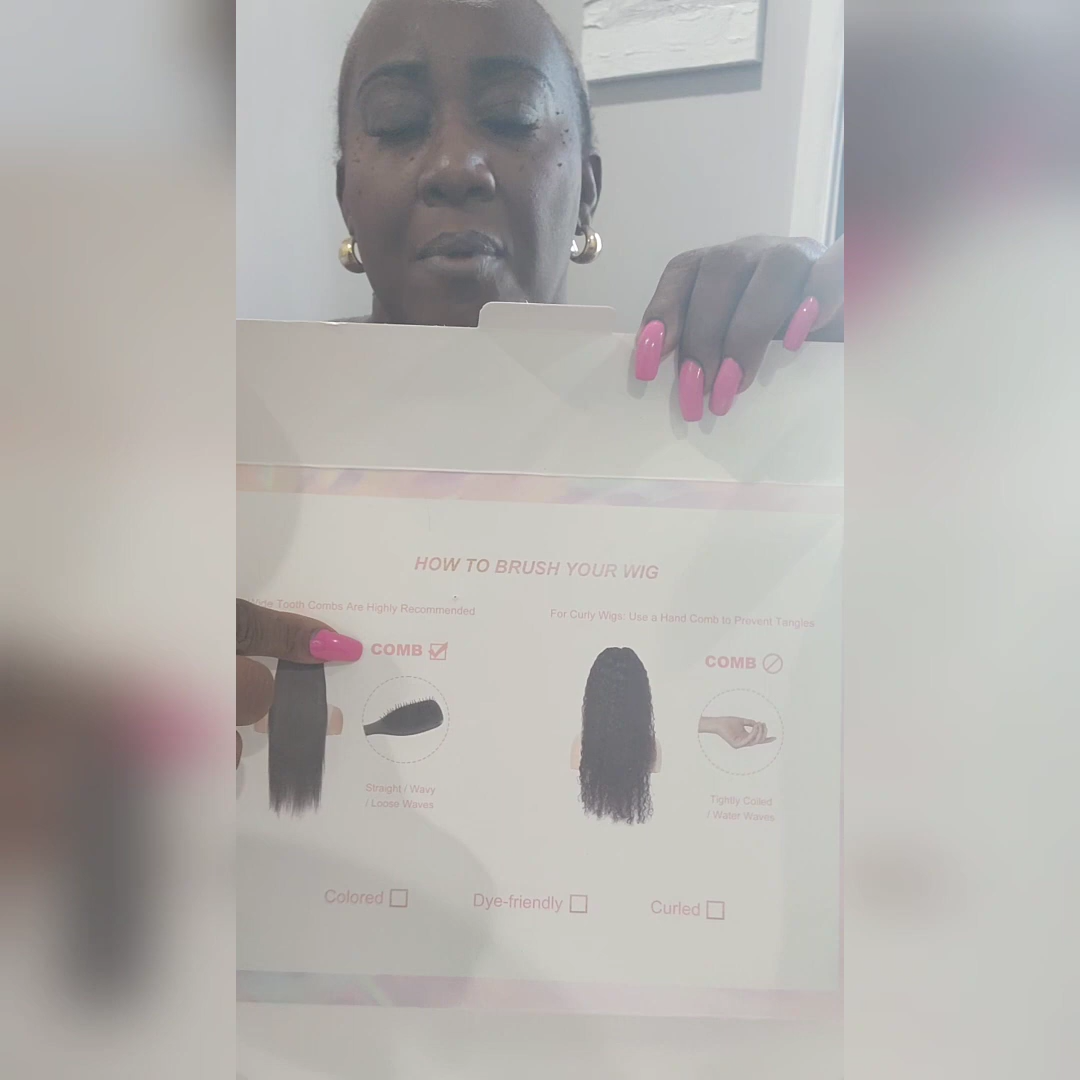 HOW TO BRUSH YOUR WIG
Wide Tooth Combs Are Highly Recommended
For Curly Wigs: Use a Hand Comb to Prevent Tangles
COMB
COMB
Straight / Wavy
/ Loose Waves
Tightly Coiled
/ Water Waves
Colored
Dye-friendly
Curled